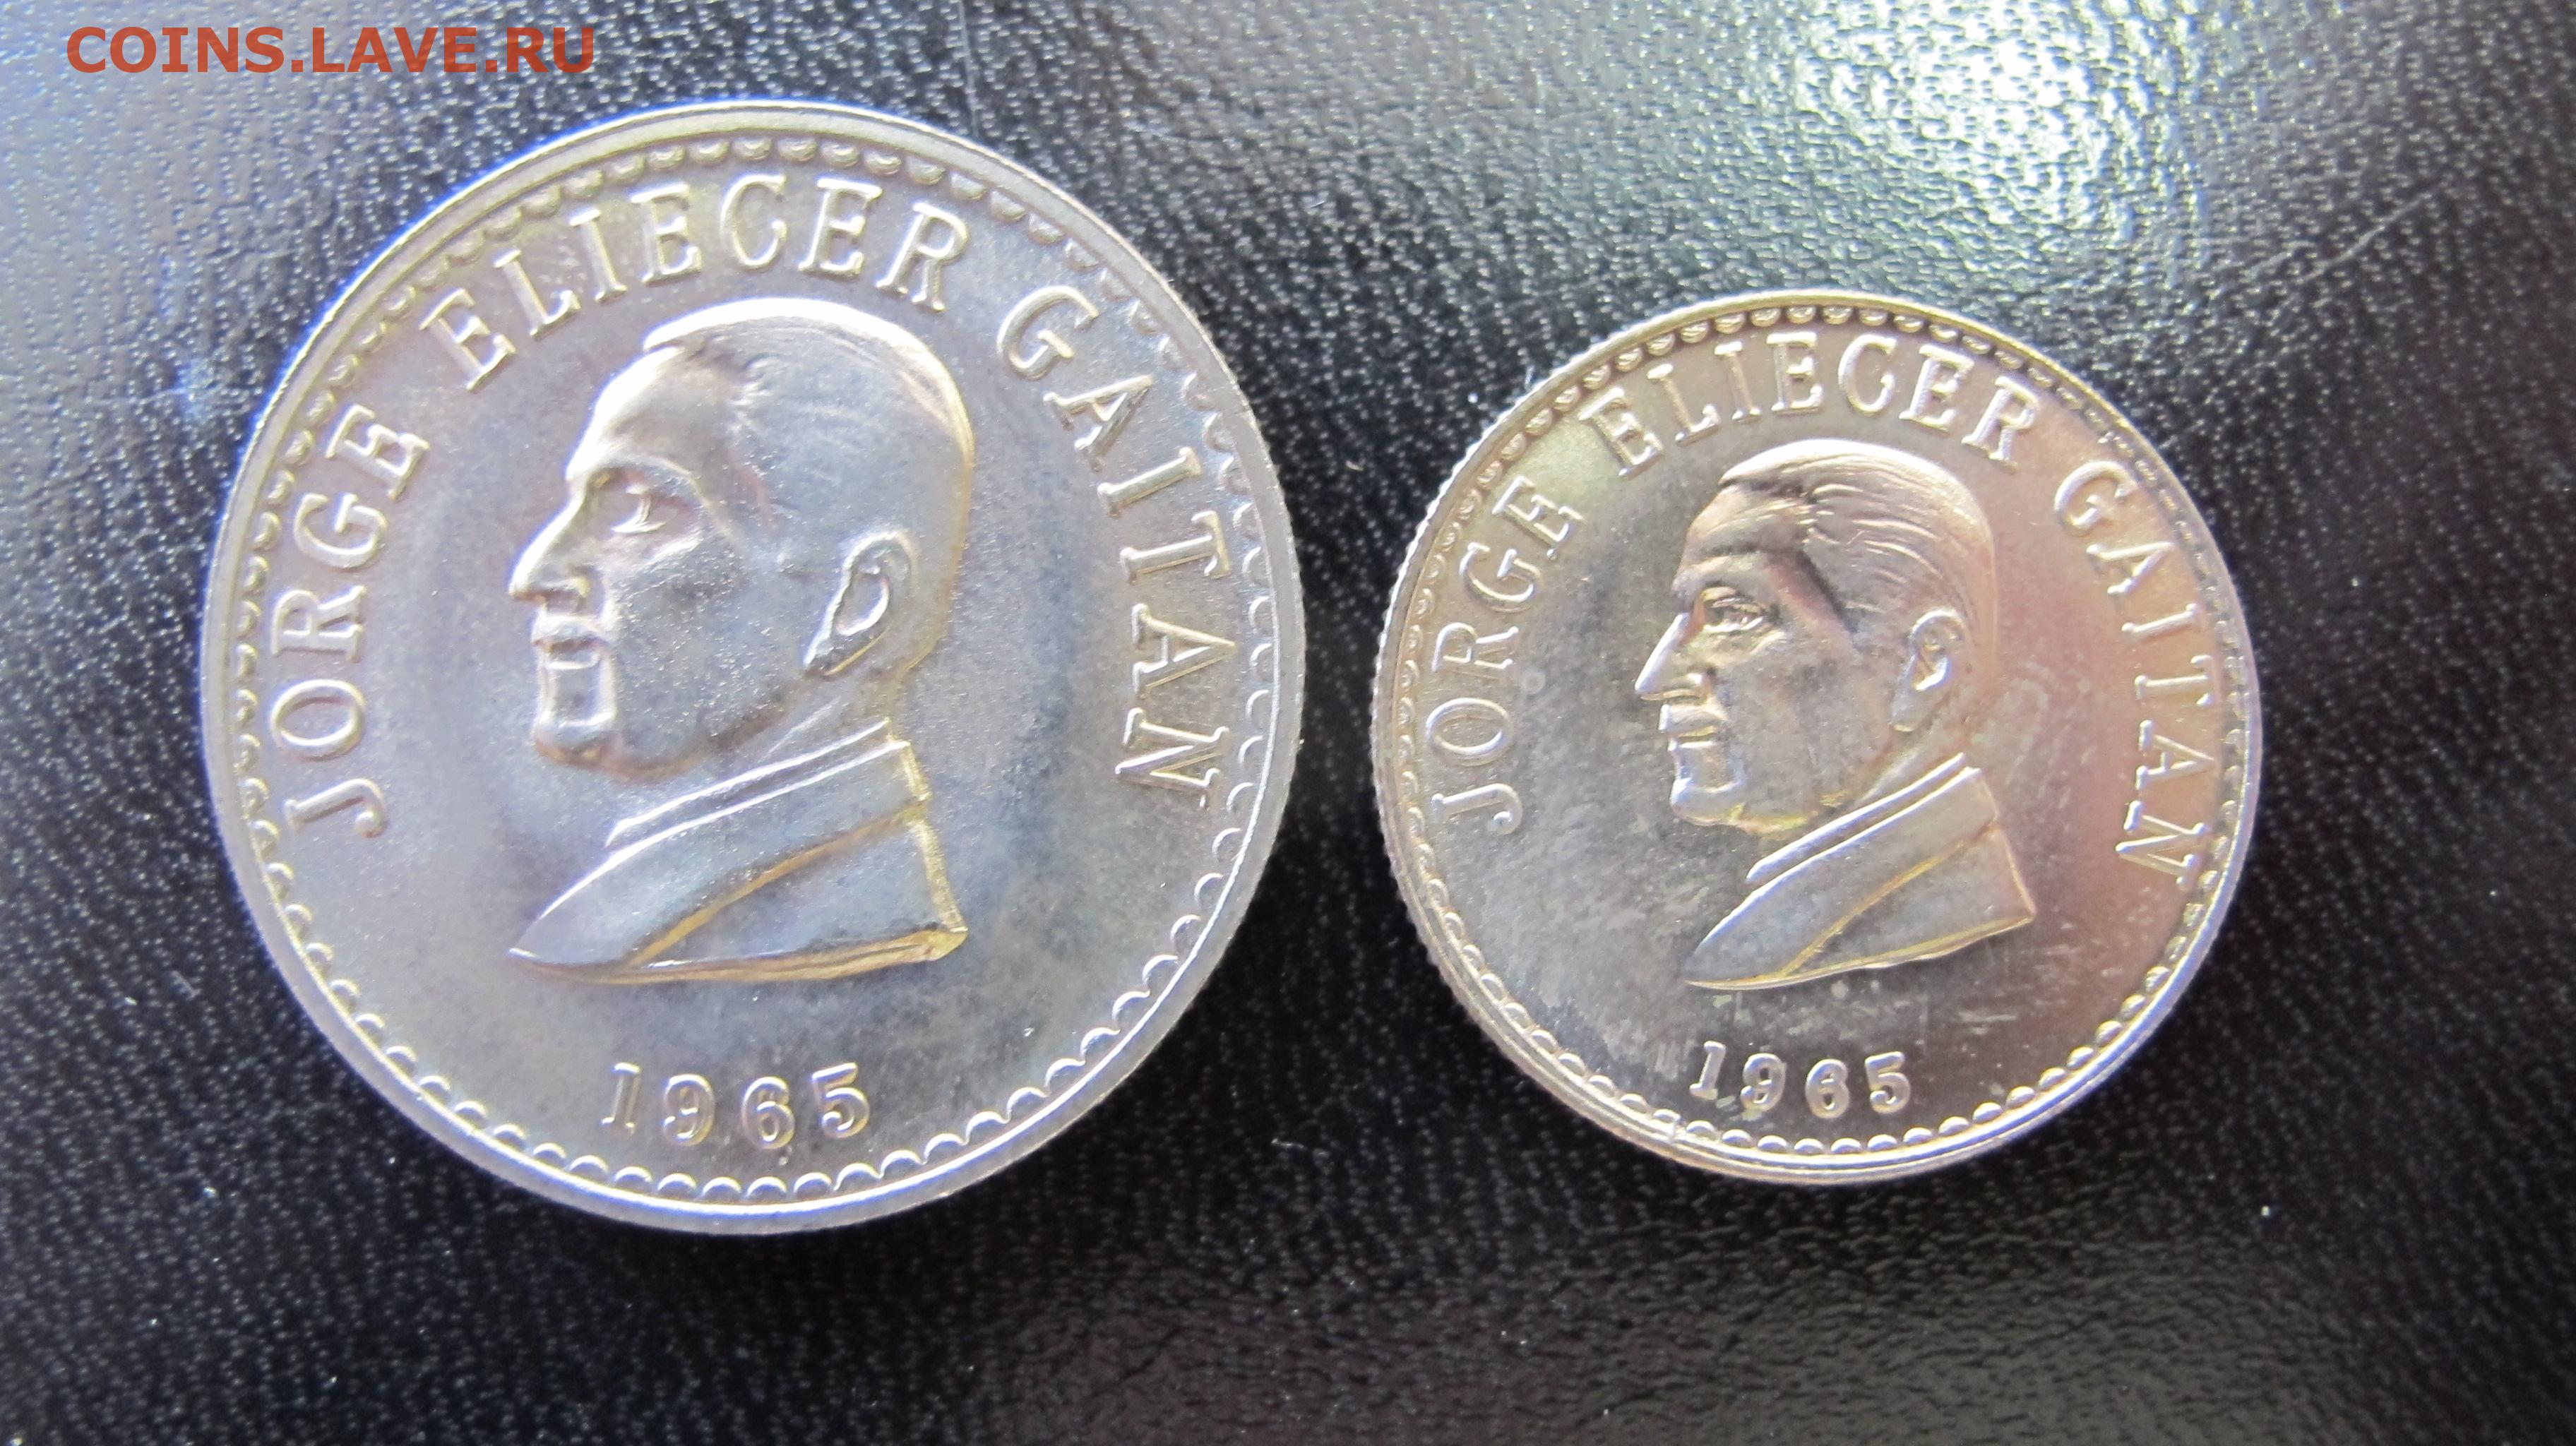 COINS.LAVE.RU
JORGE ELIECER GAITAN
1965
JORGE ELIECER GAITAN
1965